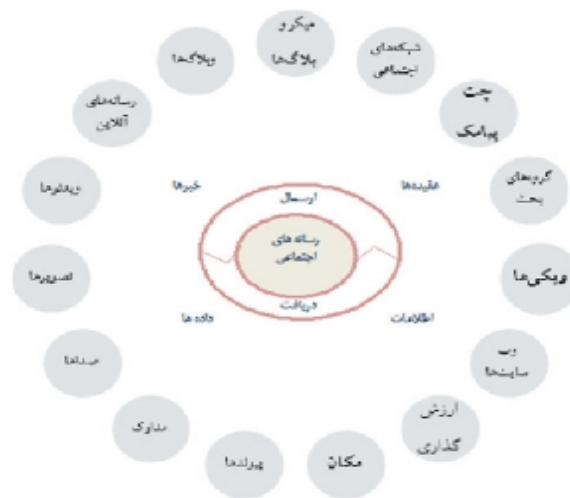 میکرو
بلاگ‌ها
شبکه‌های
اجتماعی
وبلاگ‌ها
چت
پیامک
رسانه‌های
آنلاین
گروه‌های
بحث
عقیده‌ها
خبرها
ویدئوها
ارسال
رسانه های
اجتماعی
دریافت
ویکی‌ها
تصویرها
اطلاعات
داده‌ها
وب
سایت‌ها
صداها
ارزش
گذاری
مدارک
مکان
پیوندها